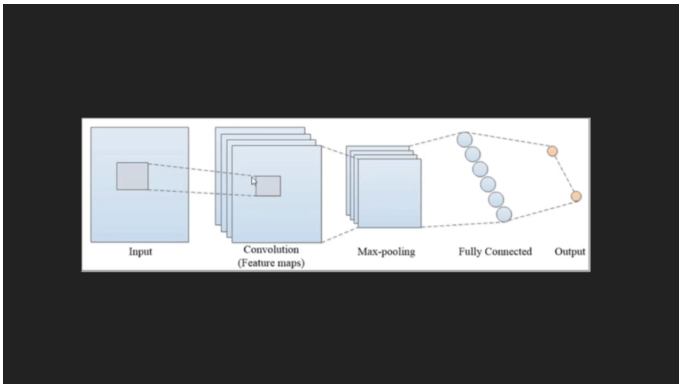 Input
Convolution
(Feature maps)
Max-pooling
Fully Connected
Output